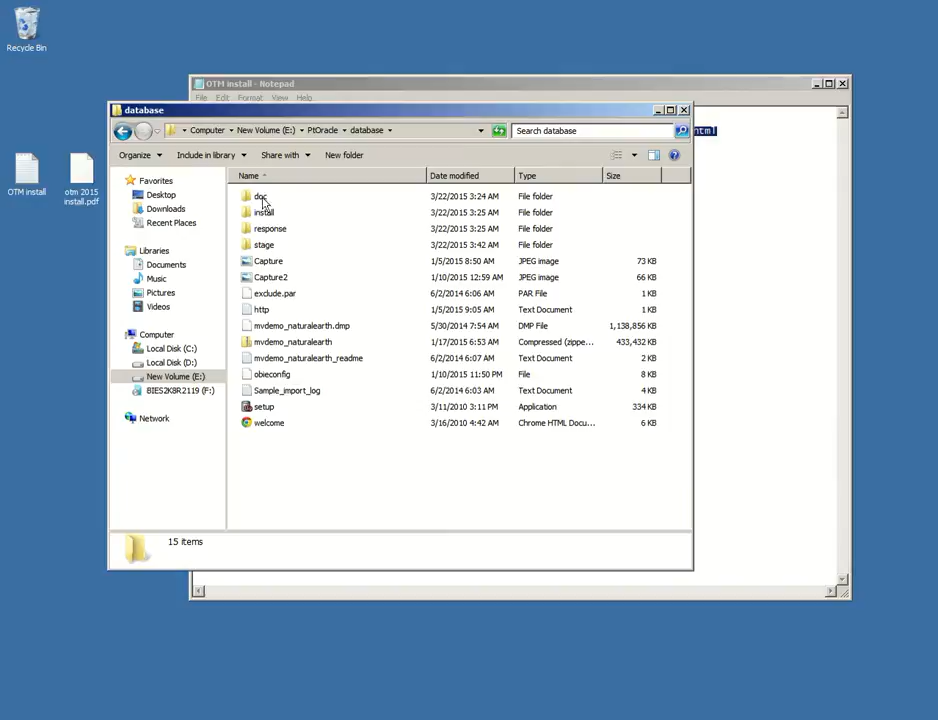 Recycle Bin
OTM install - Notepad
File Edit Format View Help
html
database
Computer New Volume (E:) PtOracle database
Search database
Organize Include in library Share with New folder
Name Date modified Type Size
Favorites
Desktop
Downloads
Recent Places
Libraries
Documents
Music
Pictures
Videos
Computer
Local Disk (C:)
Local Disk (D:)
New Volume (E:)
BIES2K8R2119 (F:)
Network
doc 3/22/2015 3:24 AM File folder
install 3/22/2015 3:25 AM File folder
response 3/22/2015 3:25 AM File folder
stage 3/22/2015 3:42 AM File folder
Capture 1/5/2015 8:50 AM JPEG image 73 KB
Capture2 1/10/2015 12:59 AM JPEG image 66 KB
exclude.par 6/2/2014 6:06 AM PAR File 1 KB
http 1/5/2015 9:05 AM Text Document 1 KB
mvdemo_naturalearth.dmp 5/30/2014 7:54 AM DMP File 1,138,856 KB
mvdemo_naturalearth 1/17/2015 6:53 AM Compressed (zippe... 433,432 KB
mvdemo_naturalearth_readme 6/2/2014 6:07 AM Text Document 2 KB
obieconfig 1/10/2015 11:50 PM File 8 KB
Sample_import_log 6/2/2014 6:03 AM Text Document 4 KB
setup 3/11/2010 3:11 PM Application 334 KB
welcome 3/16/2010 4:42 AM Chrome HTML Docu... 6 KB
15 items
OTM install
otm 2015
install.pdf